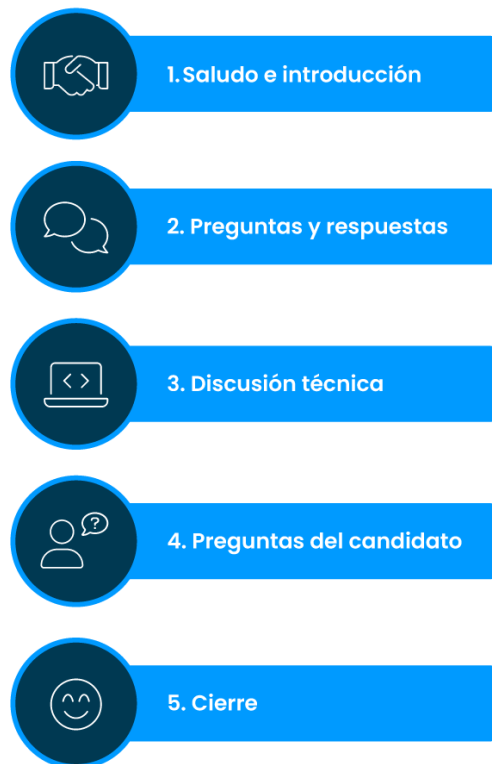 1. Saludo e introducción
2. Preguntas y respuestas
3. Discusión técnica
?
4. Preguntas del candidato
5. Cierre